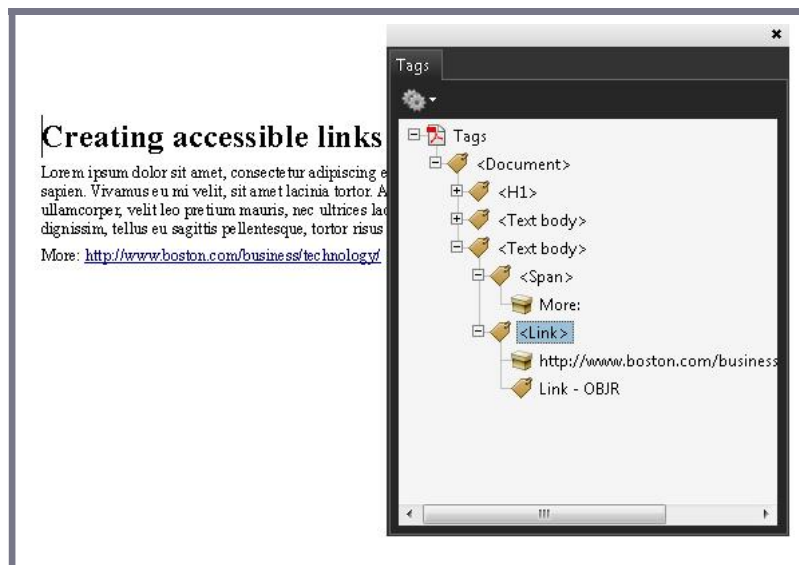 Creating accessible links
Lorem ipsum dolor sit amet, consectetur adipiscing e
sapien. Vivamus eu mi velit, sit amet lacinia tortor. A
ullamcorper, velit leo pretium mauris, nec ultrices lac
dignissim, tellus eu sagittis pellentesque, tortor risus
More: http://www.boston.com/business/technology/
Tags
Tags
<Document>
<H1>
<Text body>
<Text body>
<Span>
More:
<Link>
http://www.boston.com/business
Link - OBJR